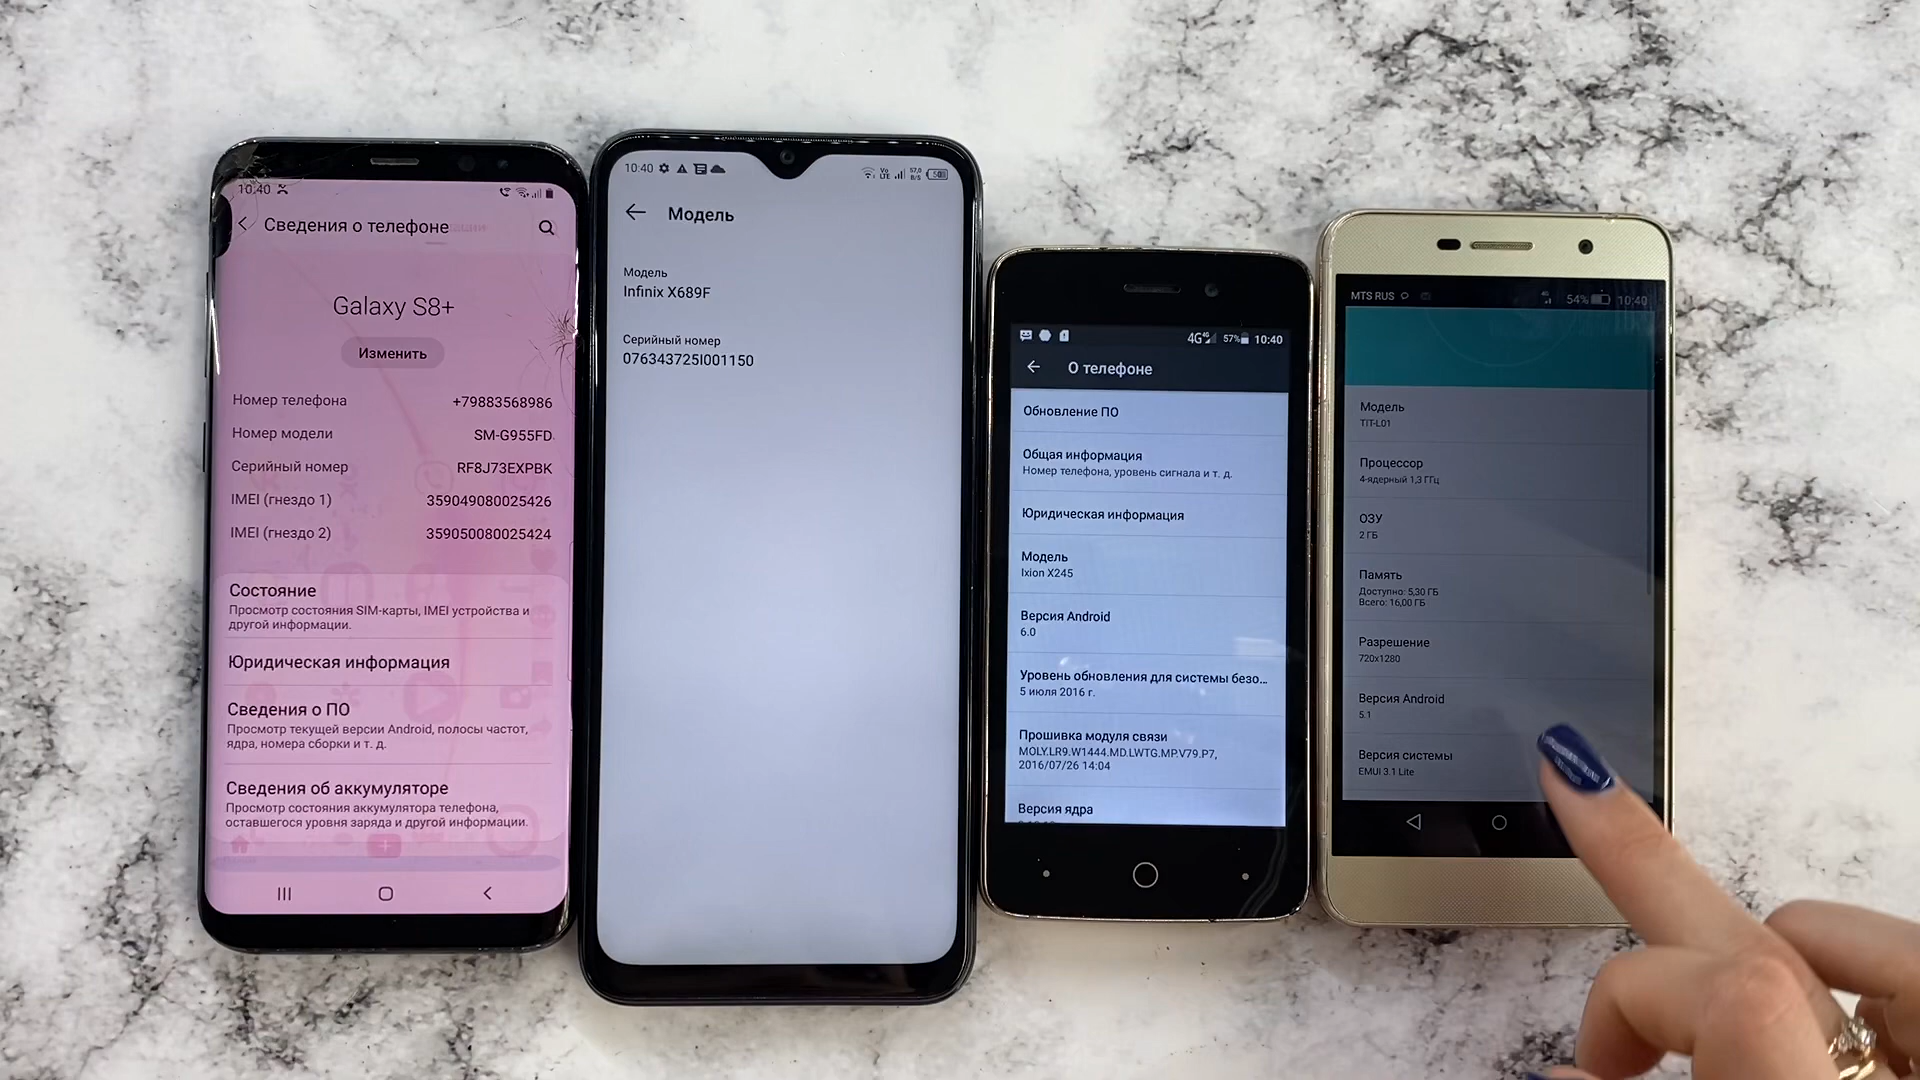 10:40
Сведения о телефоне
Galaxy S8+
Изменить
Номер телефона +79883568986
Номер модели SM-G955FD
Серийный номер RF8J73EXPBK
IMEI (гнездо 1) 359049080025426
IMEI (гнездо 2) 359050080025424
Состояние
Просмотр состояния SIM-карты, IMEI устройства и
другой информации.
Юридическая информация
Сведения о ПО
Просмотр текущей версии Android, полосы частот,
ядра, номера сборки и т. д.
Сведения об аккумуляторе
Просмотр состояния аккумулятора телефона,
оставшегося уровня заряда и другой информации.
10:40 Vo LTE 57,0 B/S 50
Модель
Модель
Infinix X689F
Серийный номер
076343725I001150
4G 4G 57% 10:40
О телефоне
Обновление ПО
Общая информация
Номер телефона, уровень сигнала и т. д.
Юридическая информация
Модель
Ixion X245
Версия Android
6.0
Уровень обновления для системы безо...
5 июля 2016 г.
Прошивка модуля связи
MOLY.LR9.W1444.MD.LWTG.MP.V79.P7,
2016/07/26 14:04
Версия ядра
MTS RUS 4G 54% 10:40
Модель
TIT-L01
Процессор
4-ядерный 1,3 ГГц
ОЗУ
2 ГБ
Память
Доступно: 5,30 ГБ
Всего: 16,00 ГБ
Разрешение
720x1280
Версия Android
5.1
Версия системы
EMUI 3.1 Lite